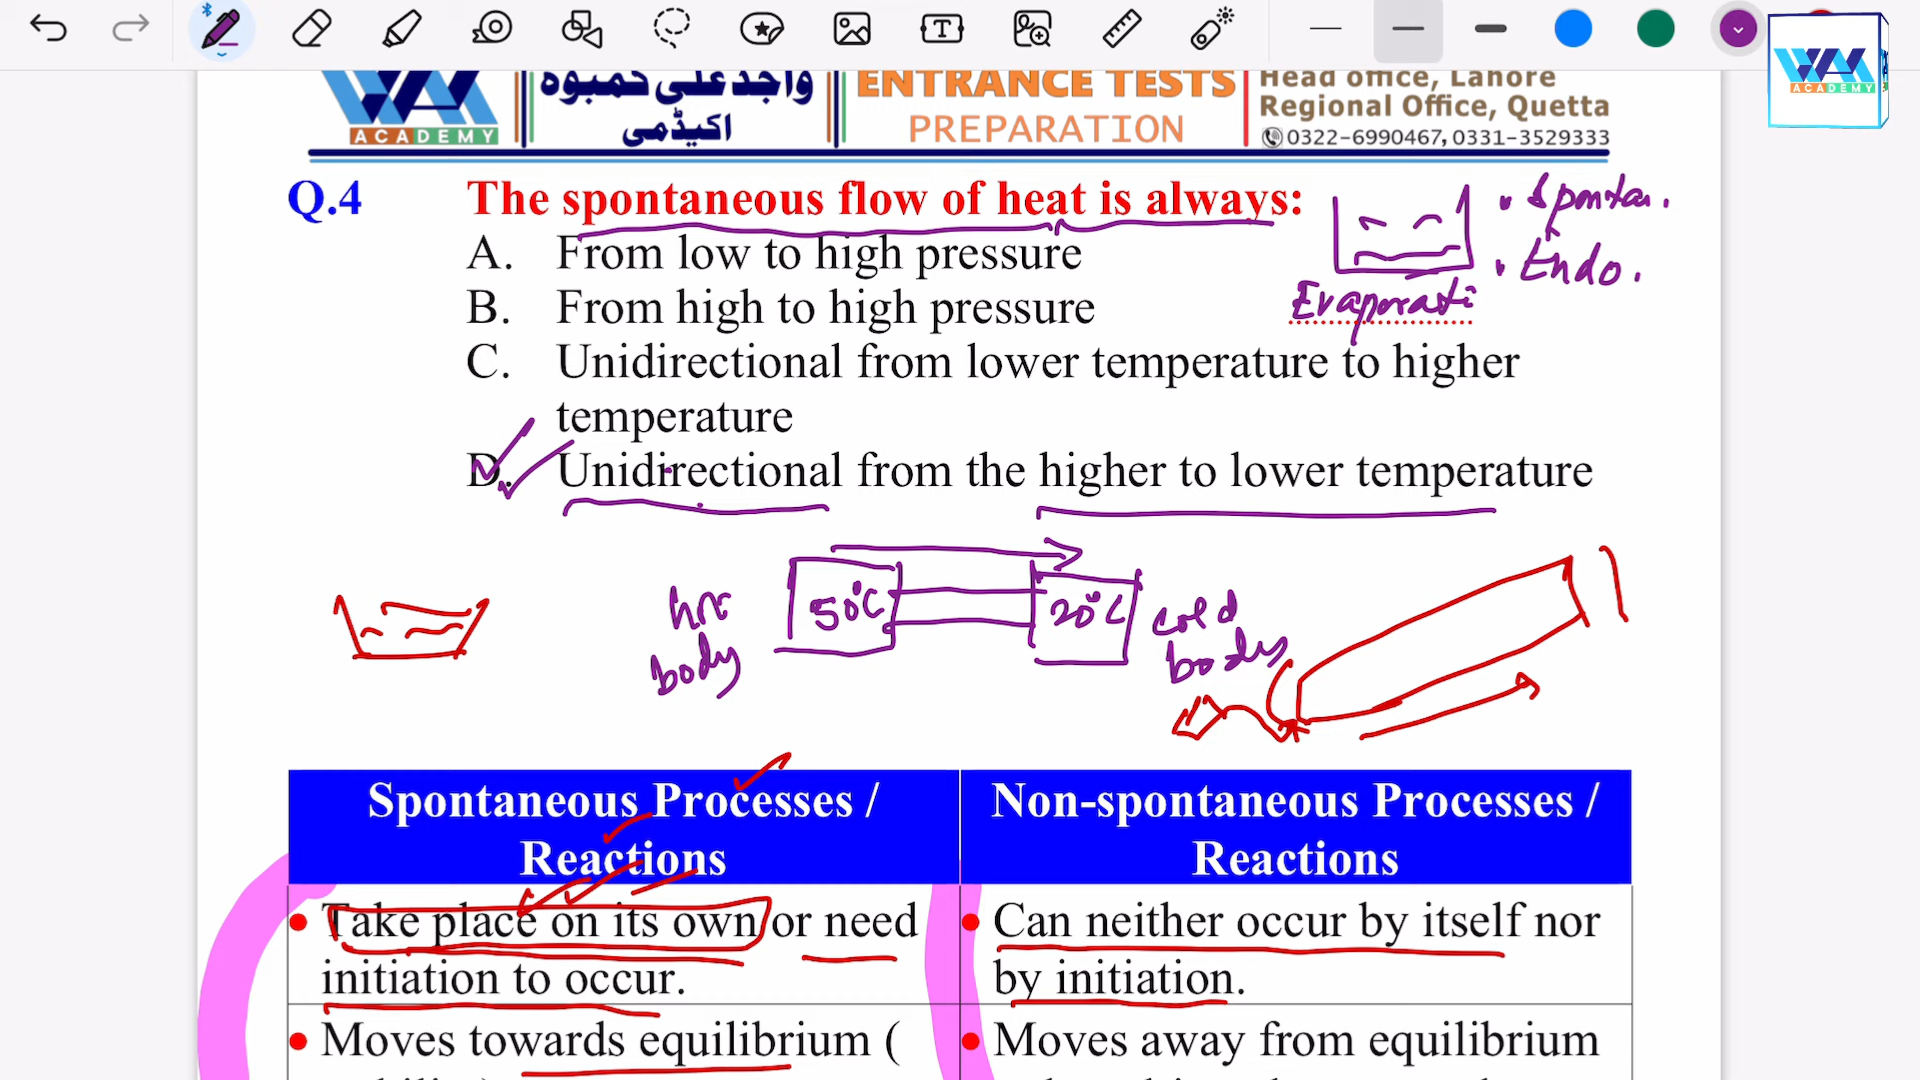 WAK
ACADEMY
واجد علی کمبوہ
اکیڈمی
ENTRANCE TESTS
PREPARATION
Head office, Lahore
Regional Office, Quetta
0322-6990467, 0331-3529333
WAK
ACADEMY
Q.4 The spontaneous flow of heat is always:
A. From low to high pressure
B. From high to high pressure
C. Unidirectional from lower temperature to higher
temperature
D. Unidirectional from the higher to lower temperature
• Spontan.
• Endo.
Evaporati
hot
body
50°C
20°C
cold
body
Spontaneous Processes /
Reactions
Non-spontaneous Processes /
Reactions
• Take place on its own or need
initiation to occur.
• Can neither occur by itself nor
by initiation.
• Moves towards equilibrium (
• Moves away from equilibrium